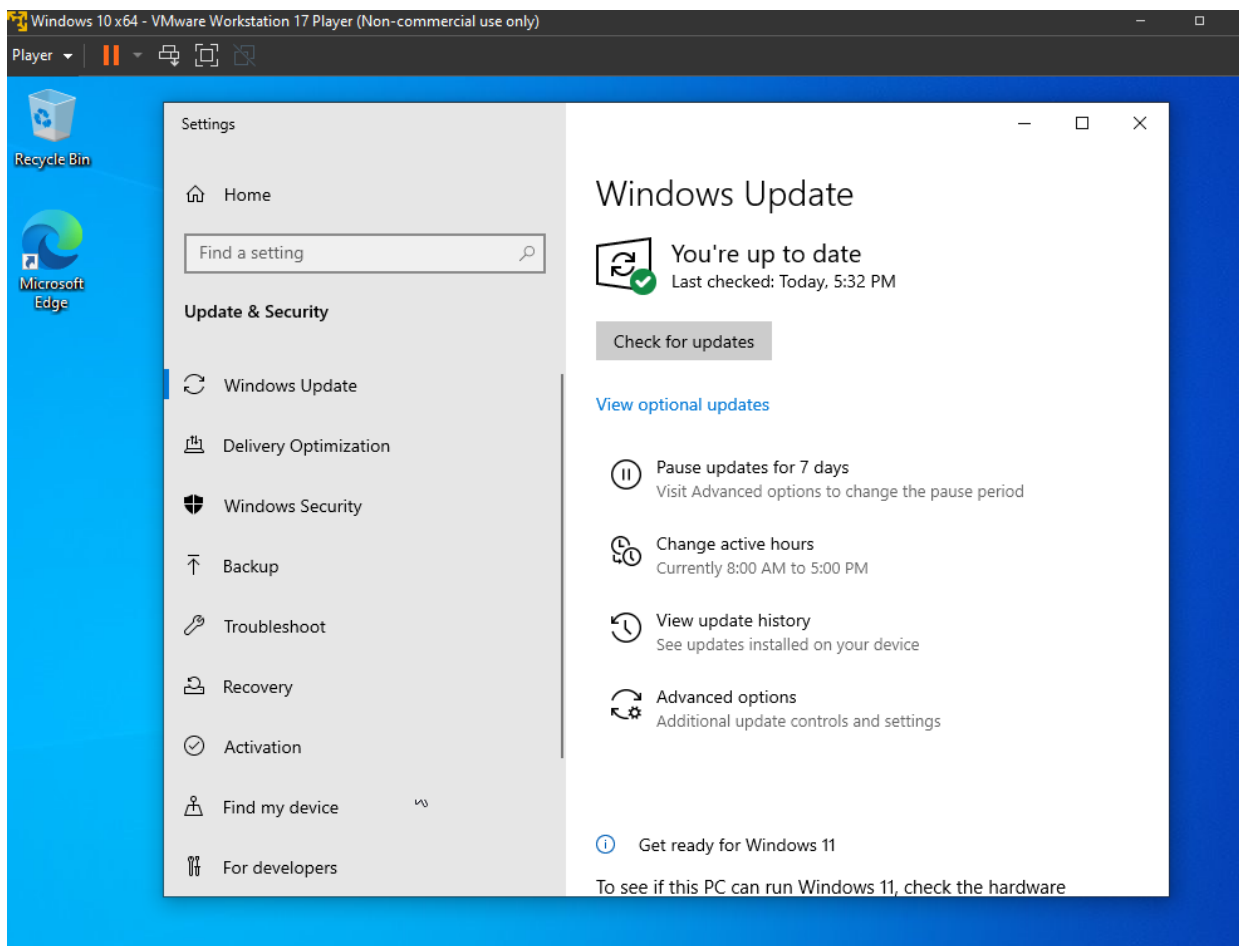 Windows 10 x64 - VMware Workstation 17 Player (Non-commercial use only)
Player
Recycle Bin
Microsoft
Edge
Settings
Home
Find a setting
Update & Security
Windows Update
Delivery Optimization
Windows Security
Backup
Troubleshoot
Recovery
Activation
Find my device
For developers
Windows Update
You're up to date
Last checked: Today, 5:32 PM
Check for updates
View optional updates
Pause updates for 7 days
Visit Advanced options to change the pause period
Change active hours
Currently 8:00 AM to 5:00 PM
View update history
See updates installed on your device
Advanced options
Additional update controls and settings
Get ready for Windows 11
To see if this PC can run Windows 11, check the hardware